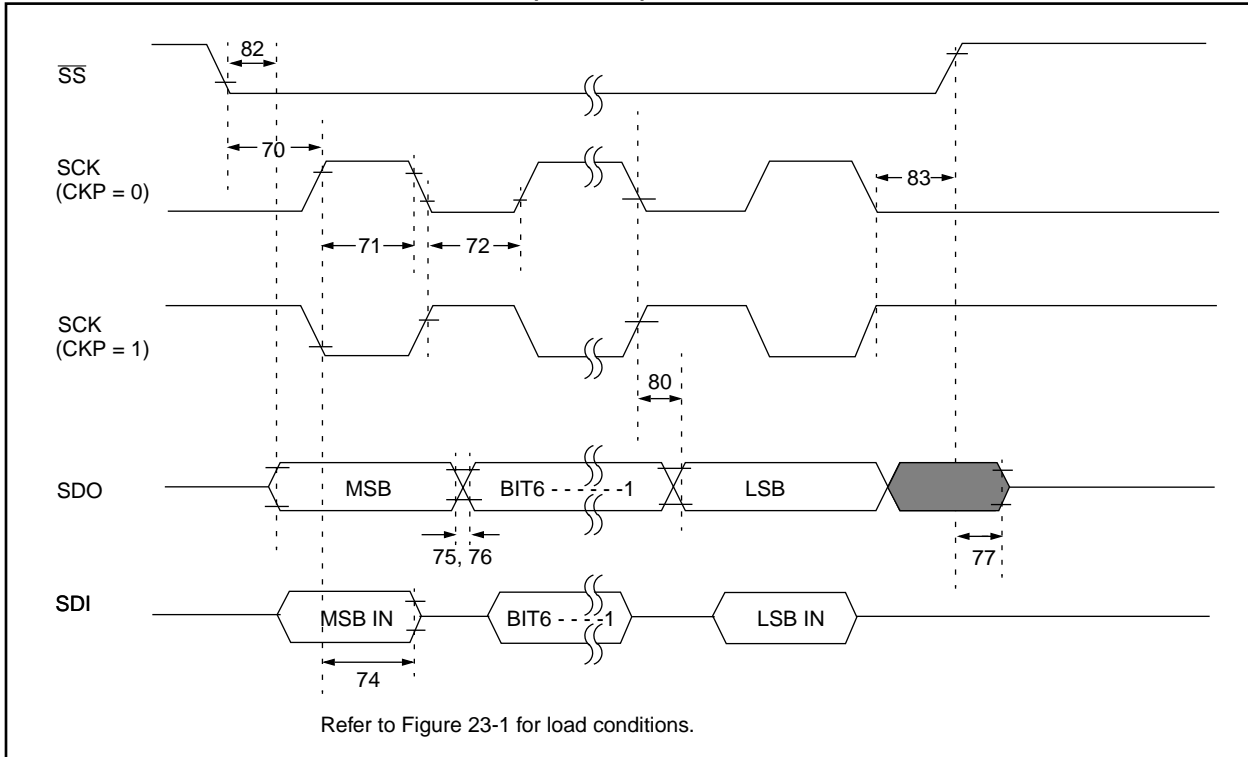 82
SS
70
SCK
(CKP = 0)
83
71
72
SCK
(CKP = 1)
80
SDO
MSB
BIT6 - - - - - -1
LSB
75, 76
77
SDI
MSB IN
BIT6 - - - -1
LSB IN
74
Refer to Figure 23-1 for load conditions.